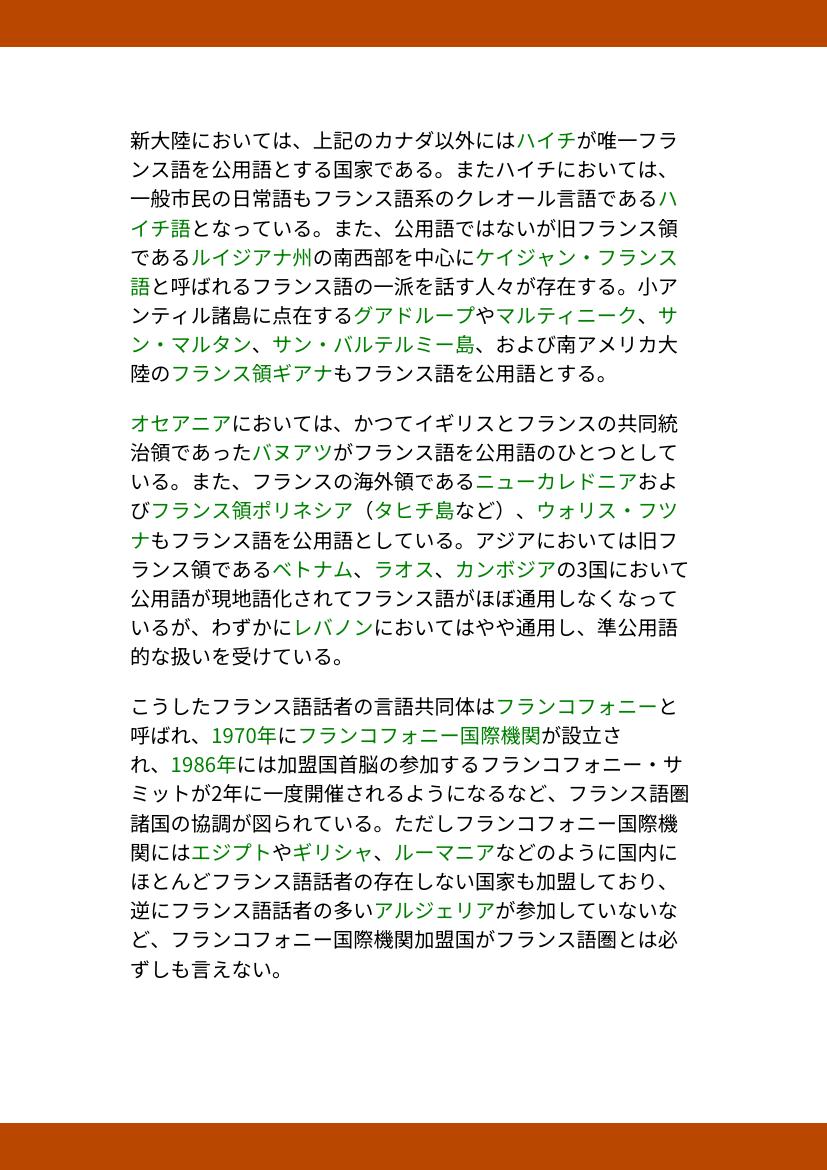 新大陸においては、上記のカナダ以外にはハイチが唯一フラ
ンス語を公用語とする国家である。またハイチにおいては、
一般市民の日常語もフランス語系のクレオール言語であるハ
イチ語となっている。また、公用語ではないが旧フランス領
であるルイジアナ州の南西部を中心にケイジャン・フランス
語と呼ばれるフランス語の一派を話す人々が存在する。小ア
ンティル諸島に点在するグアドループやマルティニーク、サ
ン・マルタン、サン・バルテルミー島、および南アメリカ大
陸のフランス領ギアナもフランス語を公用語とする。
オセアニアにおいては、かつてイギリスとフランスの共同統
治領であったバヌアツがフランス語を公用語のひとつとして
いる。また、フランスの海外領であるニューカレドニアおよ
びフランス領ポリネシア（タヒチ島など）、ウォリス・フツ
ナもフランス語を公用語としている。アジアにおいては旧フ
ランス領であるベトナム、ラオス、カンボジアの3国において
公用語が現地語化されてフランス語がほぼ通用しなくなって
いるが、わずかにレバノンにおいてはやや通用し、準公用語
的な扱いを受けている。
こうしたフランス語話者の言語共同体はフランコフォニーと
呼ばれ、1970年にフランコフォニー国際機関が設立さ
れ、1986年には加盟国首脳の参加するフランコフォニー・サ
ミットが2年に一度開催されるようになるなど、フランス語圏
諸国の協調が図られている。ただしフランコフォニー国際機
関にはエジプトやギリシャ、ルーマニアなどのように国内に
ほとんどフランス語話者の存在しない国家も加盟しており、
逆にフランス語話者の多いアルジェリアが参加していないな
ど、フランコフォニー国際機関加盟国がフランス語圏とは必
ずしも言えない。